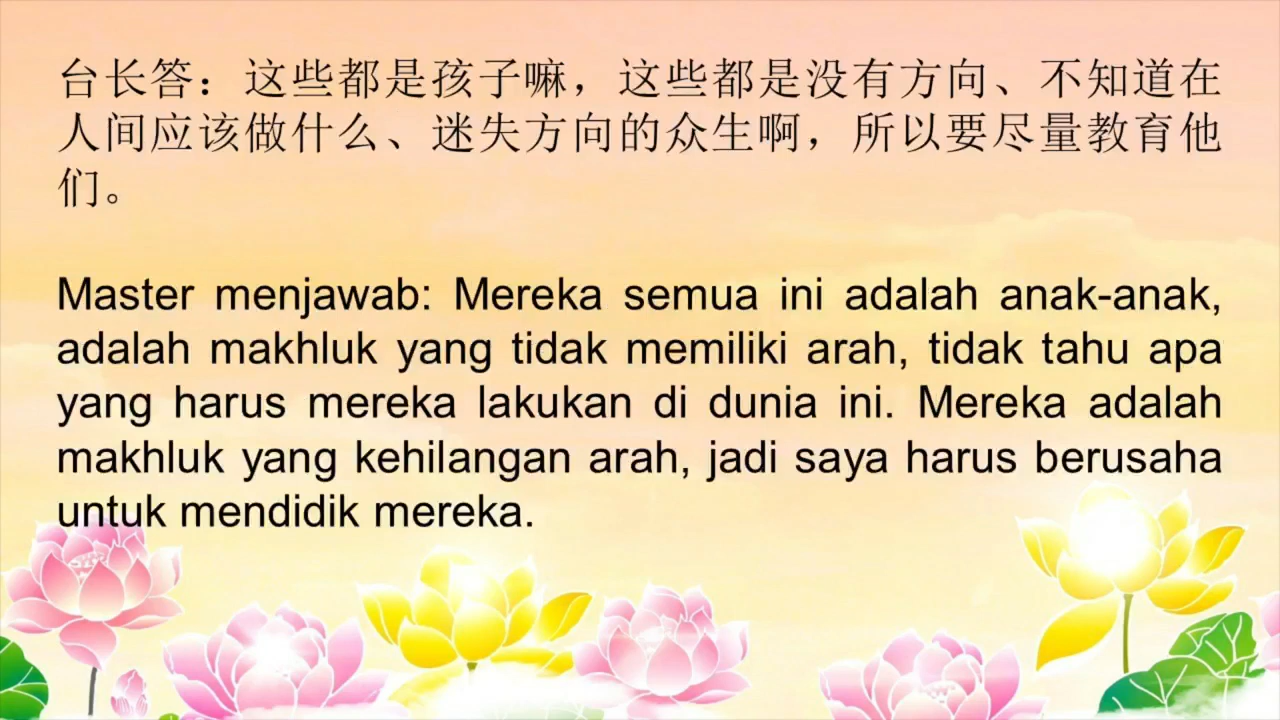 台长答：这些都是孩子嘛，这些都是没有方向、不知道在
人间应该做什么、迷失方向的众生啊，所以要尽量教育他
们。
Master menjawab: Mereka semua ini adalah anak-anak,
adalah makhluk yang tidak memiliki arah, tidak tahu apa
yang harus mereka lakukan di dunia ini. Mereka adalah
makhluk yang kehilangan arah, jadi saya harus berusaha
untuk mendidik mereka.